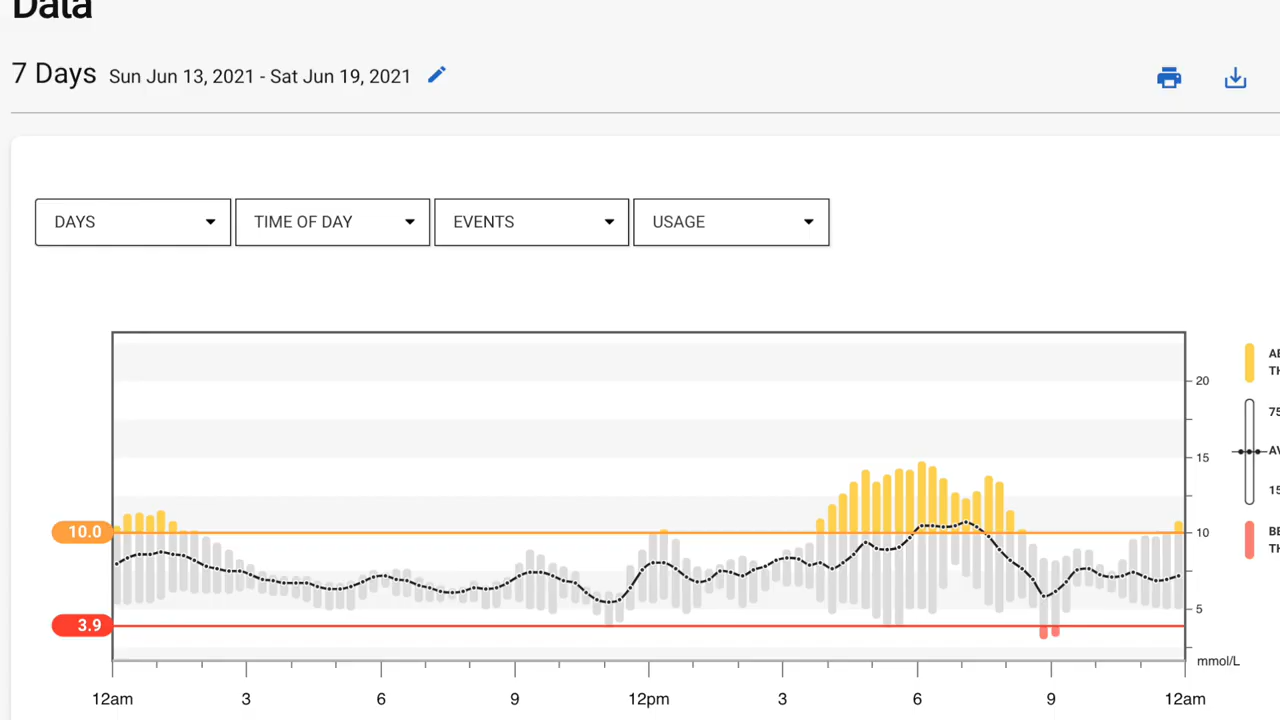 Data
7 Days Sun Jun 13, 2021 - Sat Jun 19, 2021
DAYS TIME OF DAY EVENTS USAGE
20
15
10.0 10
5
3.9
mmol/L
12am 3 6 9 12pm 3 6 9 12am
75
15